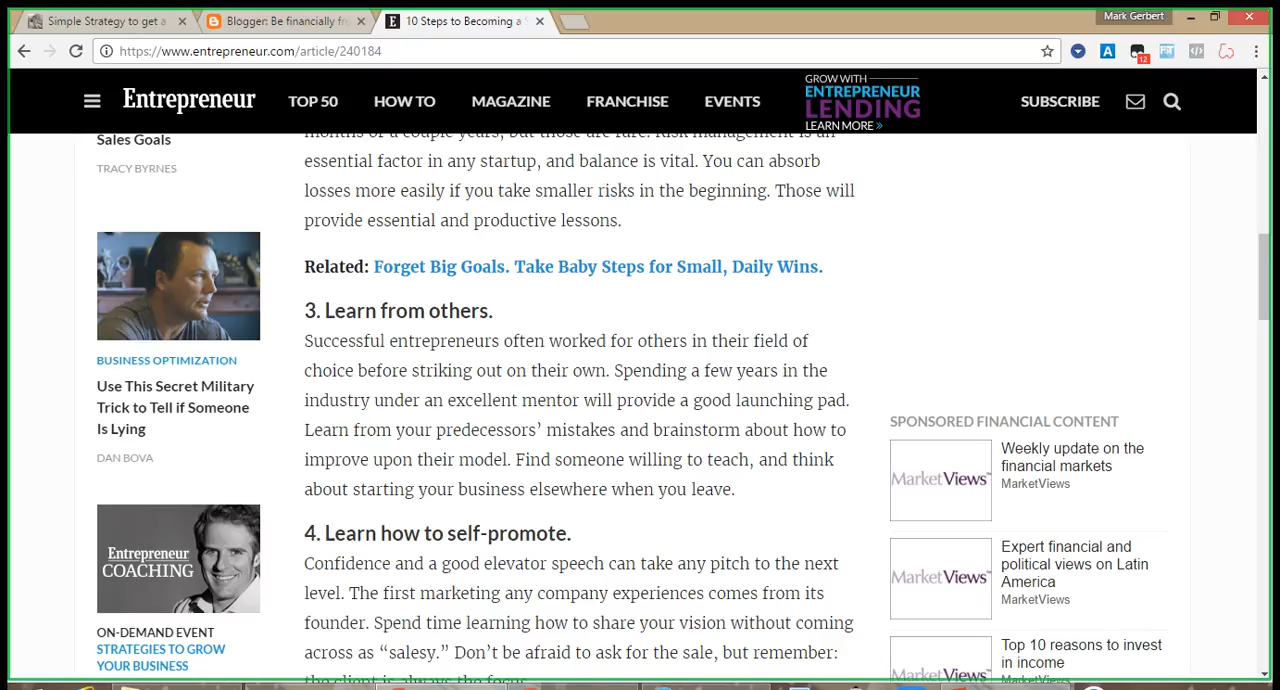 Mark Gerbert
Simple Strategy to get a
Blogger: Be financially fr
10 Steps to Becoming a
https://www.entrepreneur.com/article/240184
12
Entrepreneur
TOP 50
HOW TO
MAGAZINE
FRANCHISE
EVENTS
GROW WITH
ENTREPRENEUR
LENDING
LEARN MORE »
SUBSCRIBE
Sales Goals
TRACY BYRNES
BUSINESS OPTIMIZATION
Use This Secret Military
Trick to Tell if Someone
Is Lying
DAN BOVA
Entrepreneur
COACHING
ON-DEMAND EVENT
STRATEGIES TO GROW
YOUR BUSINESS
months or a couple years, but those are rare. Risk management is an
essential factor in any startup, and balance is vital. You can absorb
losses more easily if you take smaller risks in the beginning. Those will
provide essential and productive lessons.
Related: Forget Big Goals. Take Baby Steps for Small, Daily Wins.
3. Learn from others.
Successful entrepreneurs often worked for others in their field of
choice before striking out on their own. Spending a few years in the
industry under an excellent mentor will provide a good launching pad.
Learn from your predecessors’ mistakes and brainstorm about how to
improve upon their model. Find someone willing to teach, and think
about starting your business elsewhere when you leave.
4. Learn how to self-promote.
Confidence and a good elevator speech can take any pitch to the next
level. The first marketing any company experiences comes from its
founder. Spend time learning how to share your vision without coming
across as “salesy.” Don’t be afraid to ask for the sale, but remember:
the client is always the focus.
SPONSORED FINANCIAL CONTENT
MarketViews™
Weekly update on the
financial markets
MarketViews
MarketViews™
Expert financial and
political views on Latin
America
MarketViews
MarketViews™
Top 10 reasons to invest
in income